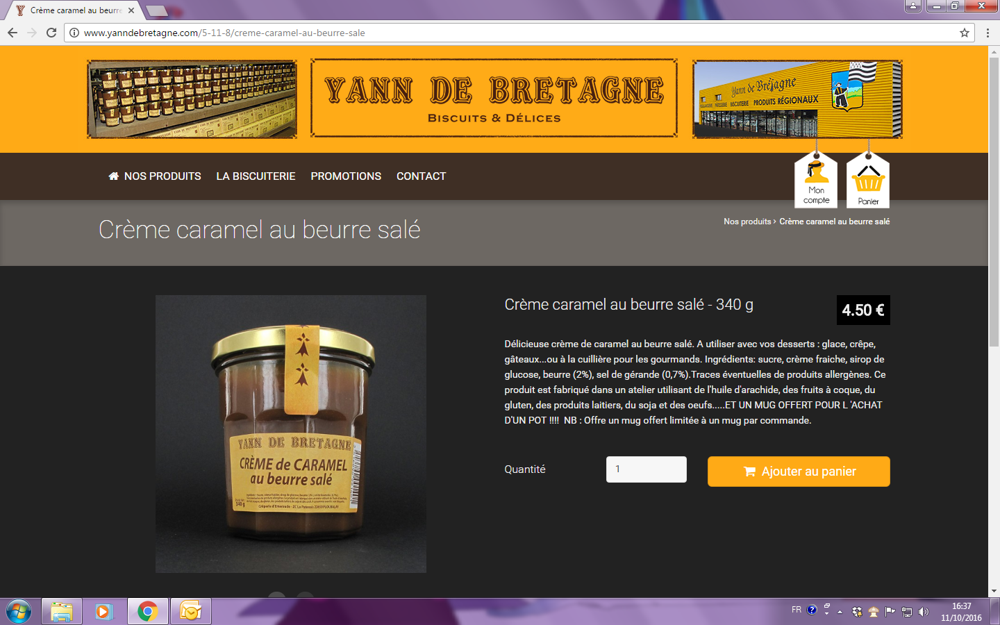 Crème caramel au beurre
www.yanndebretagne.com/5-11-8/creme-caramel-au-beurre-sale
YANN DE BRETAGNE
BISCUITS & DÉLICES
Yann de Bretagne
BISCUITERIE PRODUITS RÉGIONAUX
NOS PRODUITS LA BISCUITERIE PROMOTIONS CONTACT
Mon
compte
Panier
Crème caramel au beurre salé
Nos produits › Crème caramel au beurre salé
Crème caramel au beurre salé - 340 g
4.50 €
Délicieuse crème de caramel au beurre salé. A utiliser avec vos desserts : glace, crêpe,
gâteaux...ou à la cuillière pour les gourmands. Ingrédients: sucre, crème fraiche, sirop de
glucose, beurre (2%), sel de gérande (0,7%).Traces éventuelles de produits allergènes. Ce
produit est fabriqué dans un atelier utilisant de l'huile d'arachide, des fruits à coque, du
gluten, des produits laitiers, du soja et des oeufs.....ET UN MUG OFFERT POUR L 'ACHAT
D'UN POT !!!! NB : Offre un mug offert limitée à un mug par commande.
Quantité
1
Ajouter au panier
YANN DE BRETAGNE
CRÈME de CARAMEL
au beurre salé
340 g
FR
16:37
11/10/2016